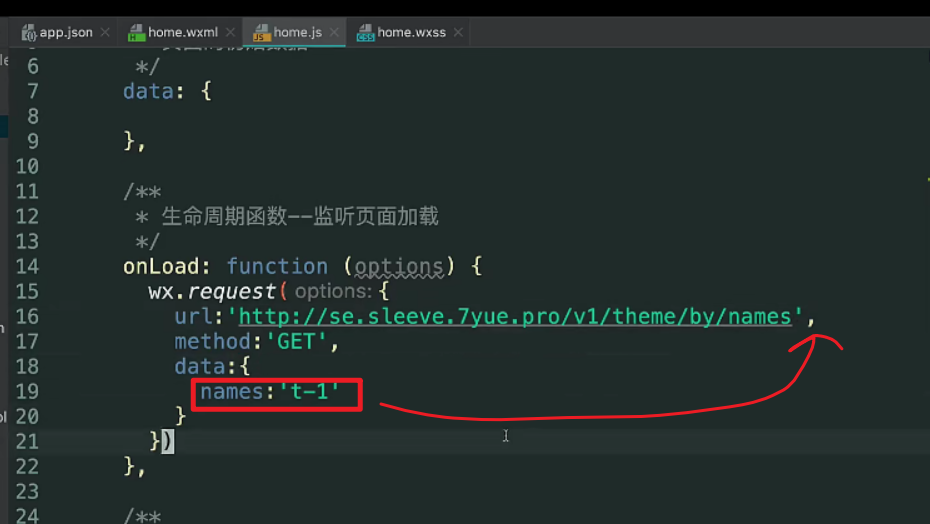 app.json home.wxml home.js home.wxss
6 */
7 data: {
8
9 },
10
11 /**
12 * 生命周期函数--监听页面加载
13 */
14 onLoad: function (options) {
15 wx.request( options: {
16 url:'http://se.sleeve.7yue.pro/v1/theme/by/names',
17 method:'GET',
18 data:{
19 names:'t-1'
20 }
21 })
22 },
23
24 /**